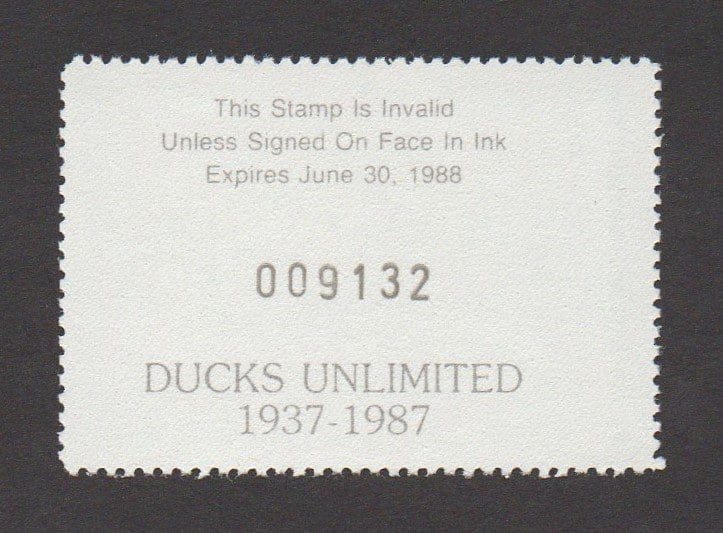 This Stamp Is Invalid
Unless Signed On Face In Ink
Expires June 30, 1988
009132
DUCKS UNLIMITED
1937-1987